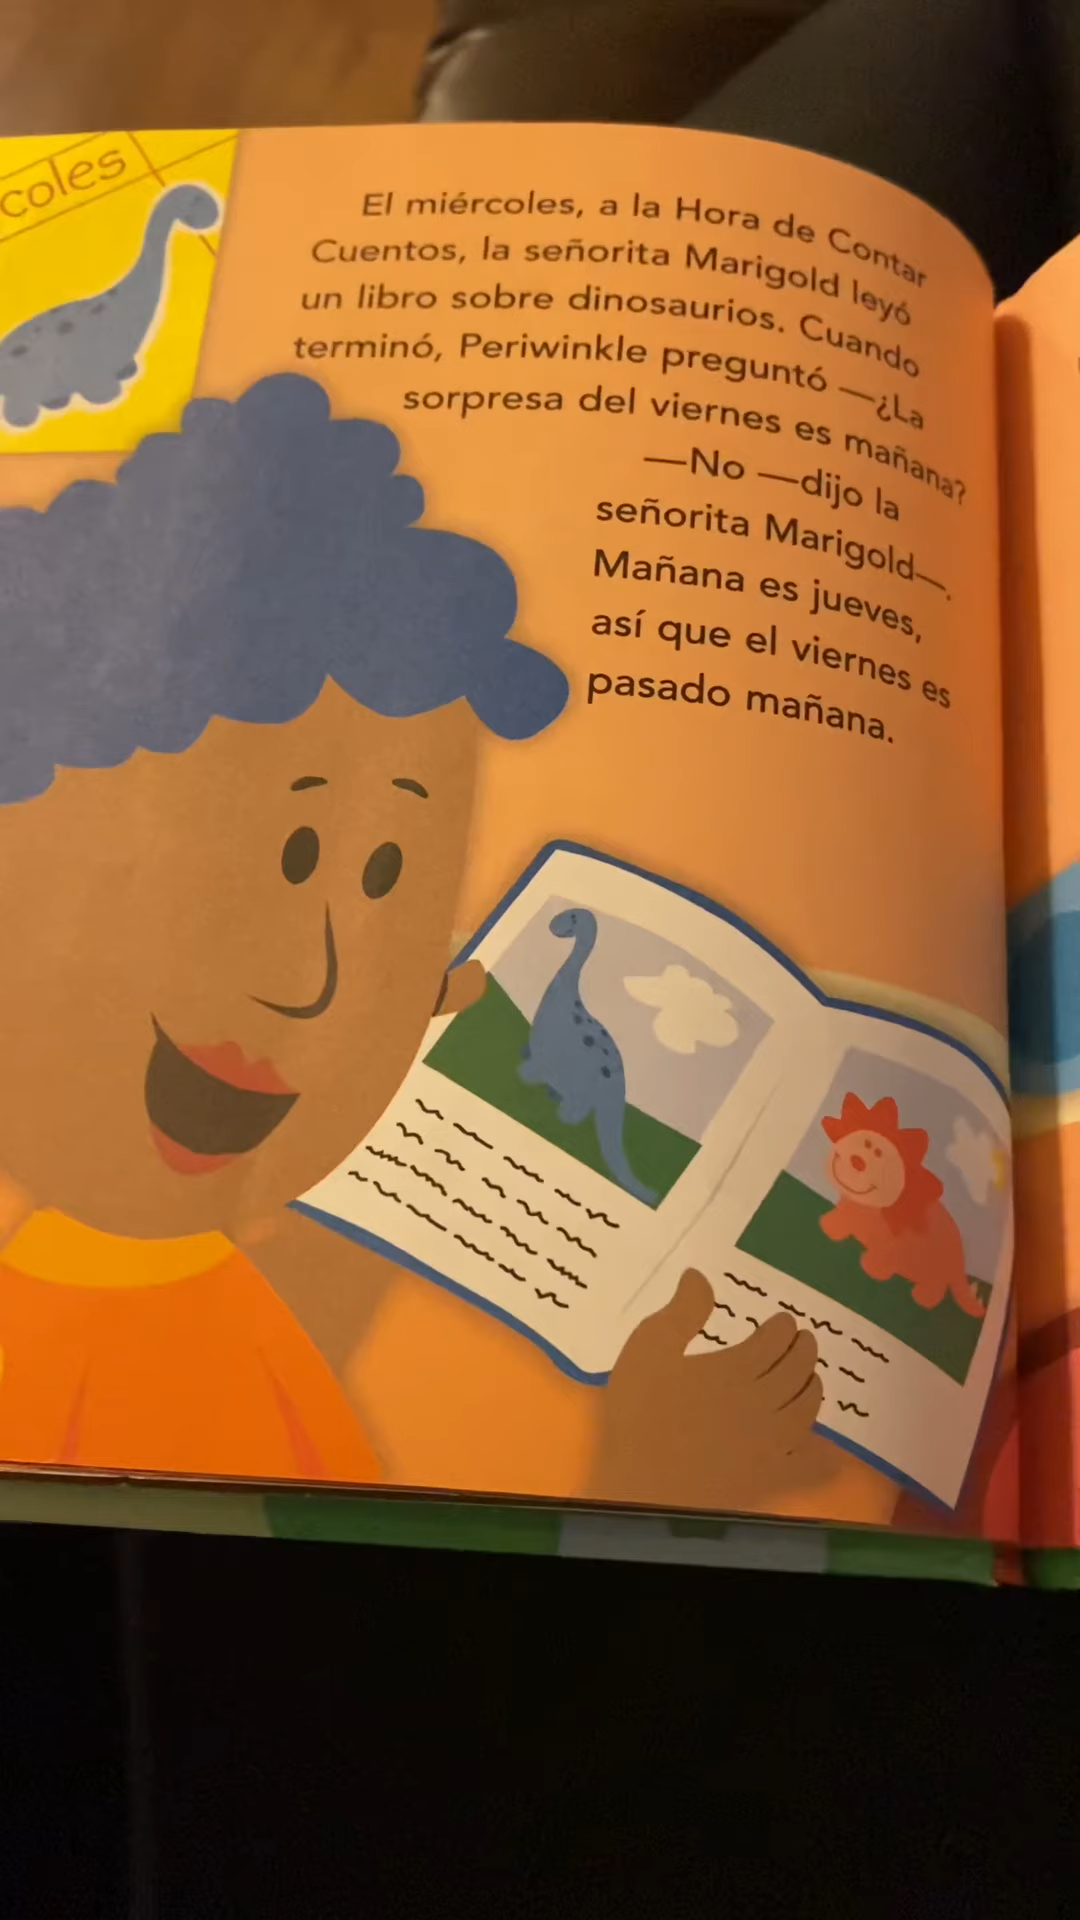 coles
El miércoles, a la Hora de Contar
Cuentos, la señorita Marigold leyó
un libro sobre dinosaurios. Cuando
terminó, Periwinkle preguntó —¿La
sorpresa del viernes es mañana?
—No —dijo la
señorita Marigold—.
Mañana es jueves,
así que el viernes es
pasado mañana.